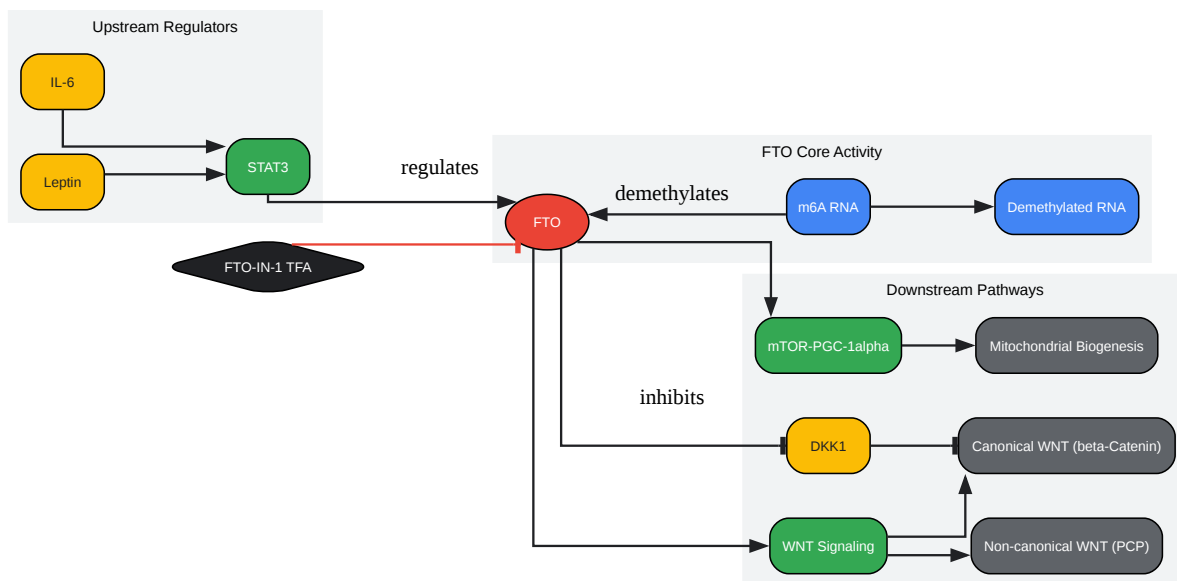 Upstream Regulators
IL-6
Leptin
STAT3
regulates
FTO Core Activity
demethylates
m6A RNA
Demethylated RNA
FTO
FTO-IN-1 TFA
Downstream Pathways
mTOR-PGC-1alpha
Mitochondrial Biogenesis
inhibits
DKK1
Canonical WNT (beta-Catenin)
WNT Signaling
Non-canonical WNT (PCP)